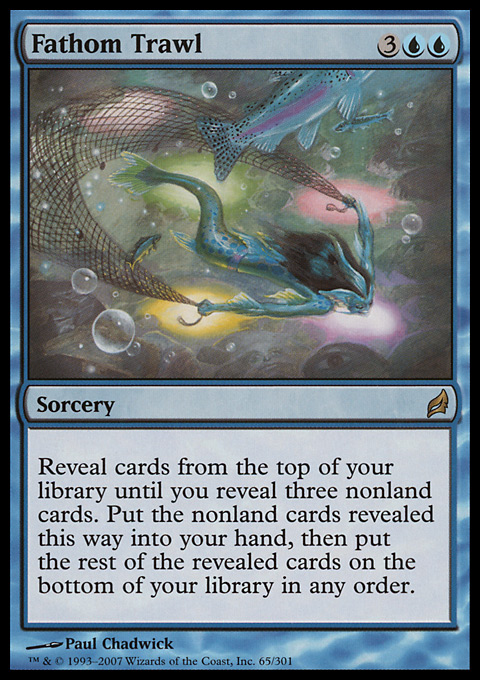 Fathom Trawl 3
Sorcery
Reveal cards from the top of your
library until you reveal three nonland
cards. Put the nonland cards revealed
this way into your hand, then put
the rest of the revealed cards on the
bottom of your library in any order.
Paul Chadwick
™ & © 1993–2007 Wizards of the Coast, Inc. 65/301